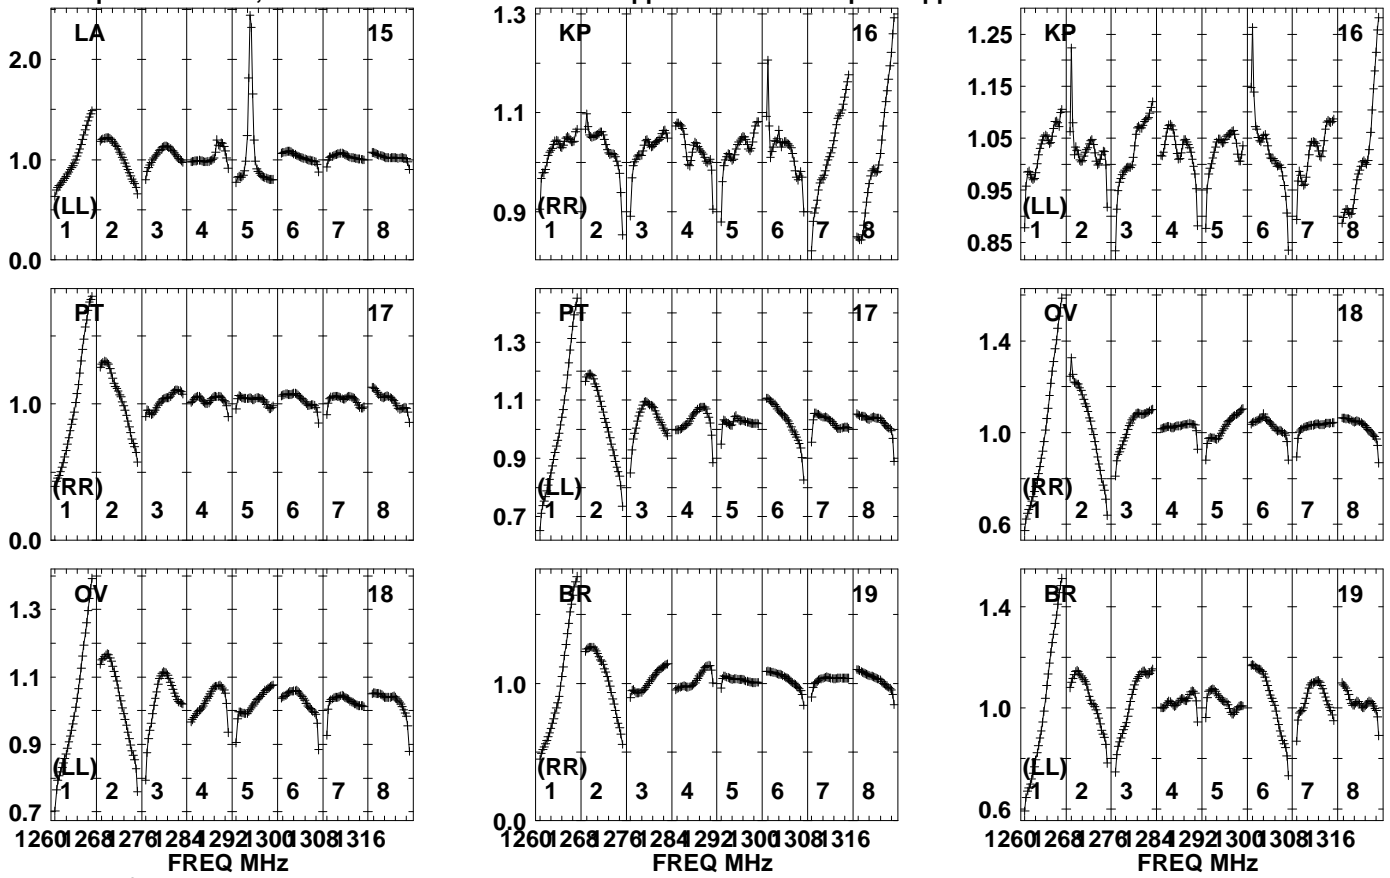 LA 15
2.0
1.0
0.0
(LL)
1 2 3 4 5 6 7 8
KP 16
1.3
1.1
0.9
(RR)
1 2 3 4 5 6 7 8
KP 16
1.25
1.15
1.05
0.95
0.85
(LL)
1 2 3 4 5 6 7 8
PT 17
1.0
0.0
(RR)
1 2 3 4 5 6 7 8
PT 17
1.3
1.1
0.9
0.7
(LL)
1 2 3 4 5 6 7 8
OV 18
1.4
1.0
0.6
(RR)
1 2 3 4 5 6 7 8
OV 18
1.3
1.1
0.9
0.7
(LL)
1 2 3 4 5 6 7 8
1260 1268 1276 1284 1292 1300 1308 1316
FREQ MHz
BR 19
1.0
0.0
(RR)
1 2 3 4 5 6 7 8
1260 1268 1276 1284 1292 1300 1308 1316
FREQ MHz
BR 19
1.4
1.0
0.6
(LL)
1 2 3 4 5 6 7 8
1260 1268 1276 1284 1292 1300 1308 1316
FREQ MHz